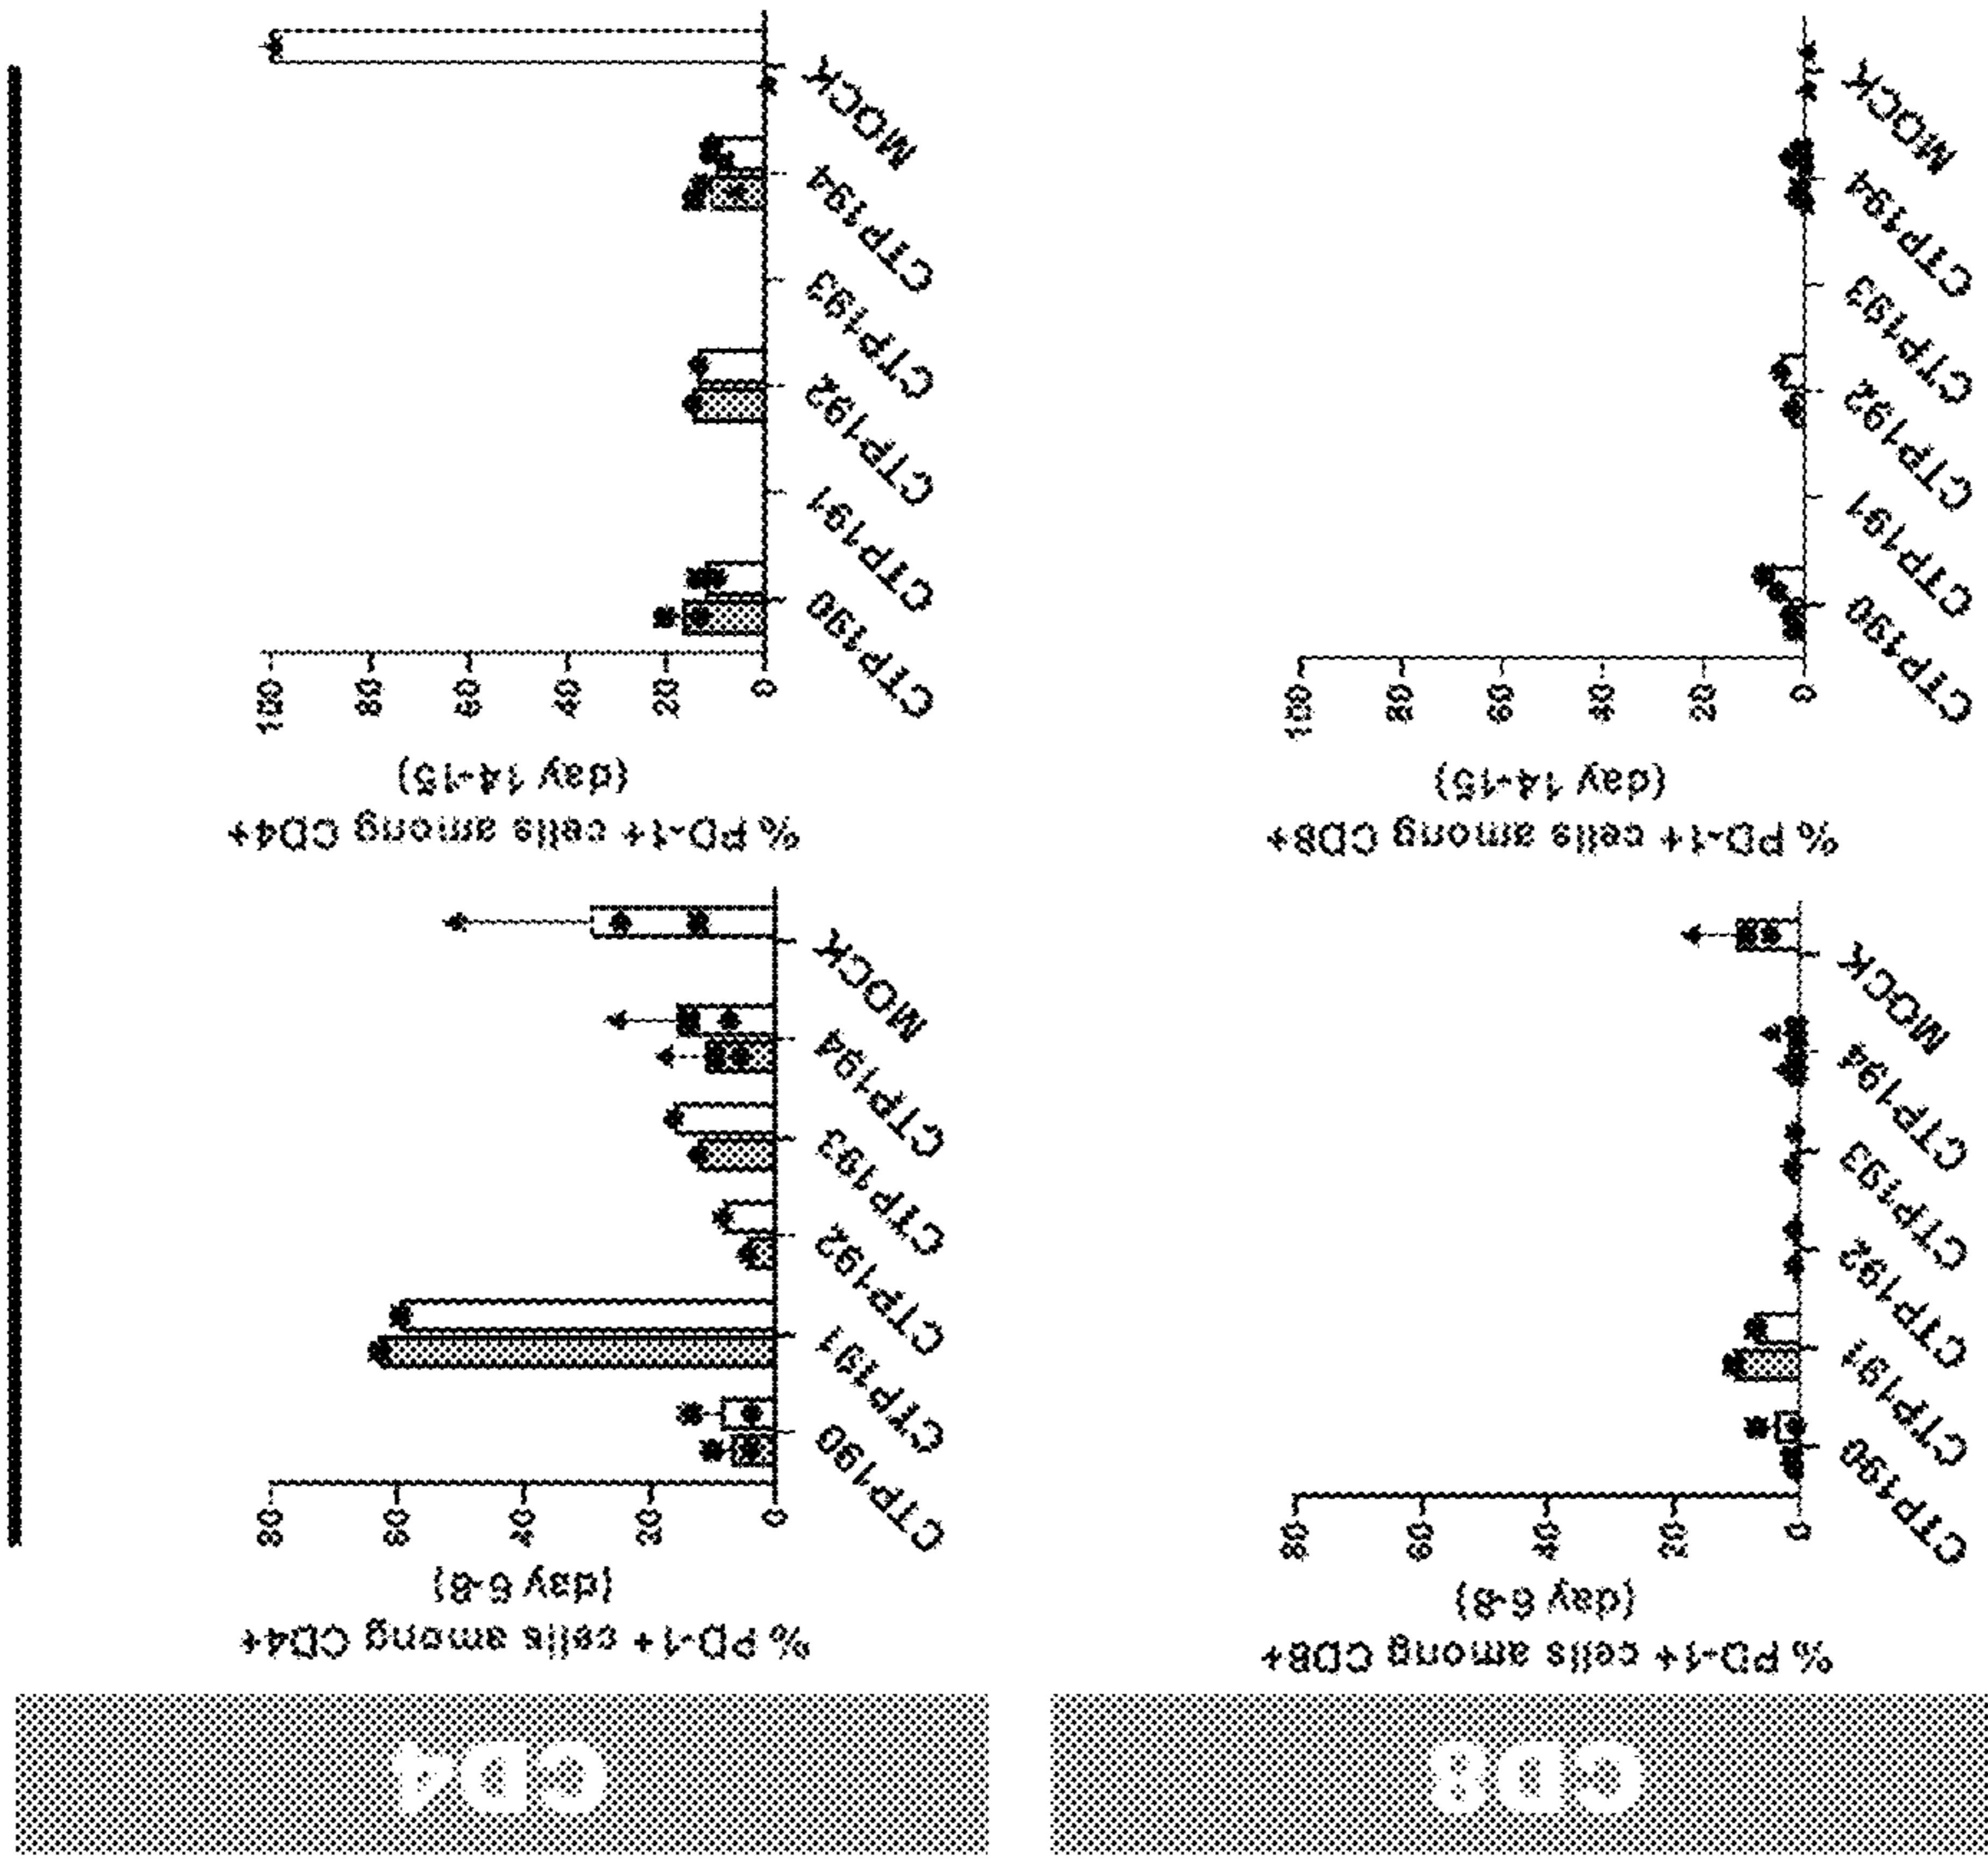 CD4
% PD-1+ cells among CD4+
(day 6-8)
80
60
40
20
0
CTP190
CTP191
CTP192
CTP193
CTP194
MOCK
% PD-1+ cells among CD4+
(day 14-15)
100
80
60
40
20
0
CTP190
CTP191
CTP192
CTP193
CTP194
MOCK
CD8
% PD-1+ cells among CD8+
(day 6-8)
80
60
40
20
0
CTP190
CTP191
CTP192
CTP193
CTP194
MOCK
% PD-1+ cells among CD8+
(day 14-15)
100
80
60
40
20
0
CTP190
CTP191
CTP192
CTP193
CTP194
MOCK